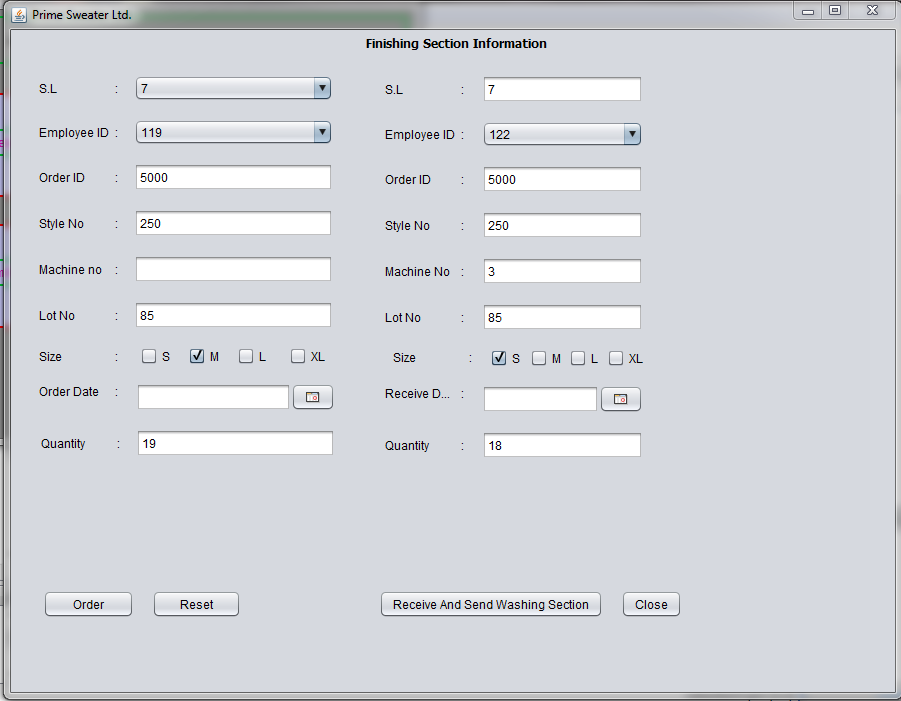 Prime Sweater Ltd.
Finishing Section Information
S.L : 7 S.L : 7
Employee ID : 119 Employee ID : 122
Order ID : 5000 Order ID : 5000
Style No : 250 Style No : 250
Machine no : Machine No : 3
Lot No : 85 Lot No : 85
Size : S M L XL Size : S M L XL
Order Date : Receive D... :
Quantity : 19 Quantity : 18
Order Reset Receive And Send Washing Section Close